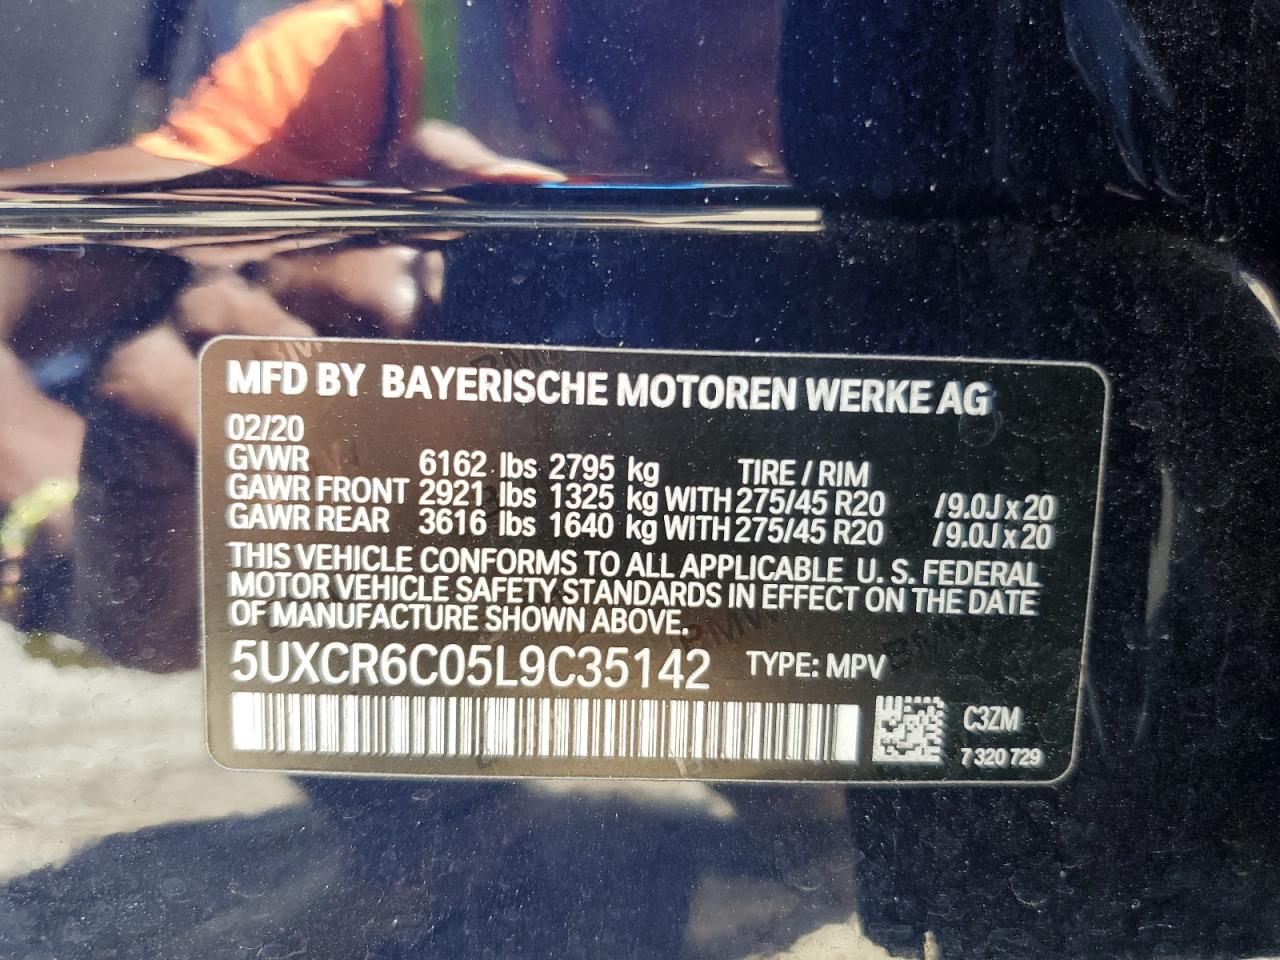 MFD BY BAYERISCHE MOTOREN WERKE AG
02/20
GVWR 6162 lbs 2795 kg TIRE / RIM
GAWR FRONT 2921 lbs 1325 kg WITH 275/45 R20 /9.0J x 20
GAWR REAR 3616 lbs 1640 kg WITH 275/45 R20 /9.0J x 20
THIS VEHICLE CONFORMS TO ALL APPLICABLE U. S. FEDERAL
MOTOR VEHICLE SAFETY STANDARDS IN EFFECT ON THE DATE
OF MANUFACTURE SHOWN ABOVE.
5UXCR6C05L9C35142 TYPE: MPV
C3ZM
7 320 729